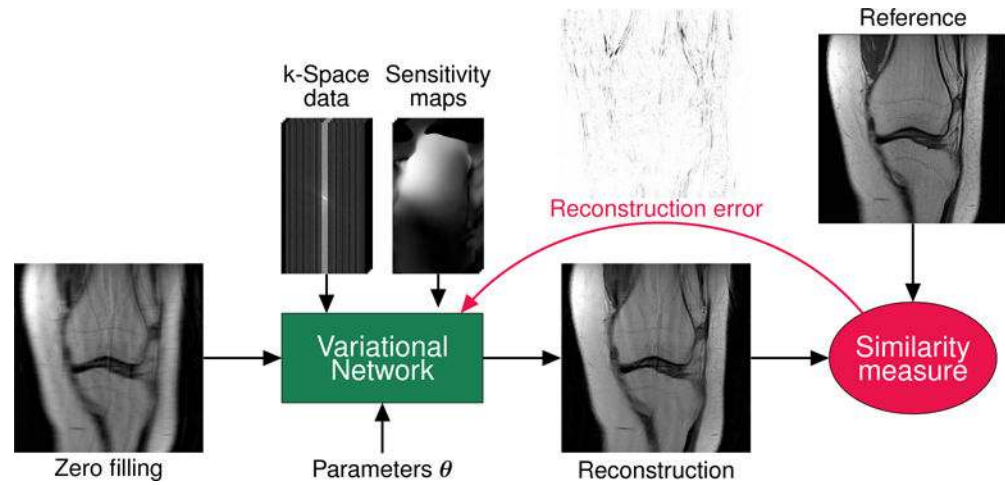 Reference
k-Space
data
Sensitivity
maps
Reconstruction error
Variational
Network
Similarity
measure
Zero filling
Parameters θ
Reconstruction